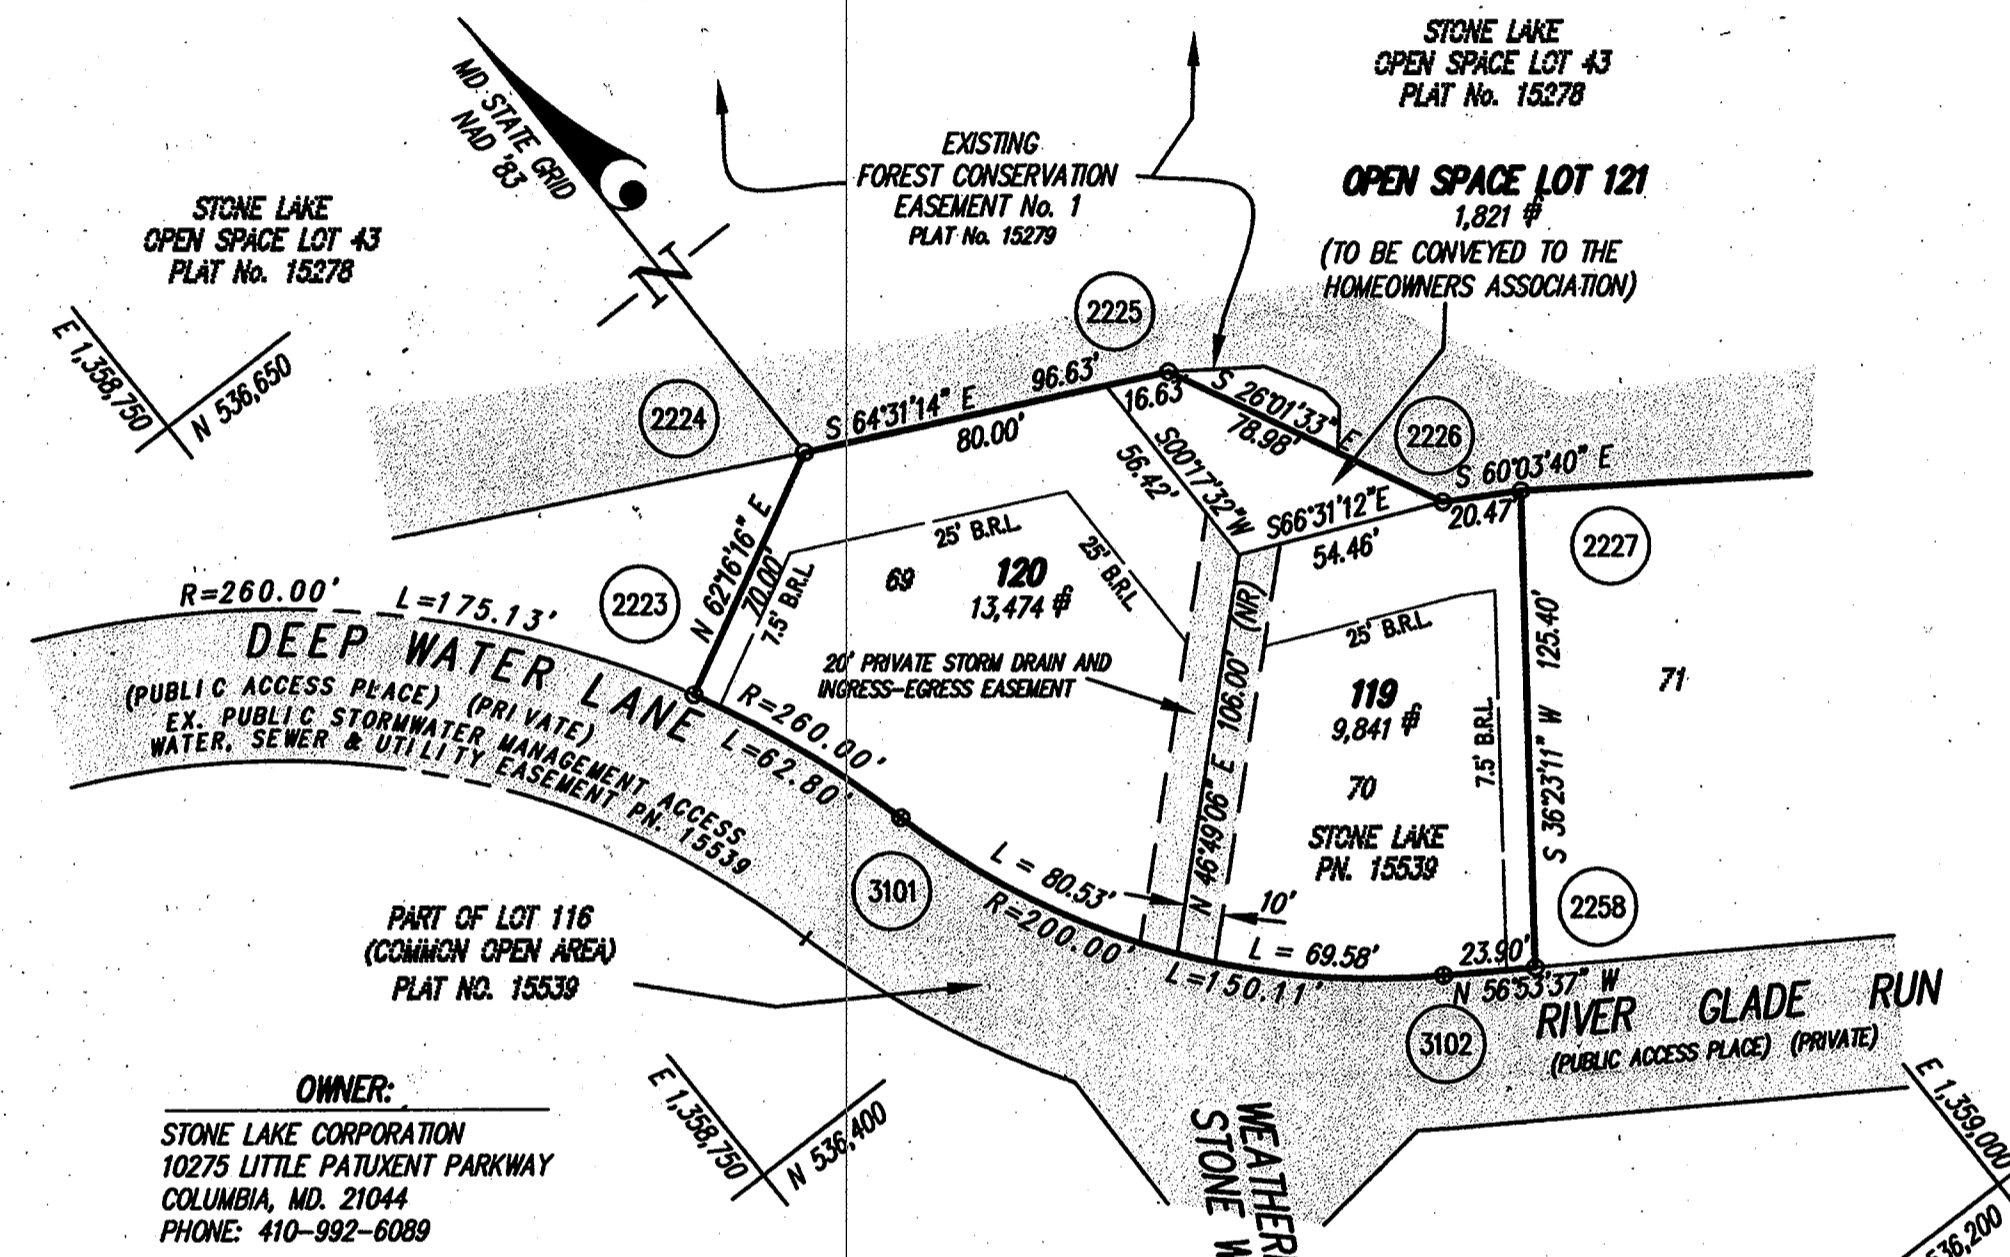 STONE LAKE
OPEN SPACE LOT 43
PLAT No. 15278
MD STATE GRID
NAD '83
N
EXISTING
FOREST CONSERVATION
EASEMENT No. 1
PLAT No. 15279
STONE LAKE
OPEN SPACE LOT 43
PLAT No. 15278
OPEN SPACE LOT 121
1,821
(TO BE CONVEYED TO THE
HOMEOWNERS ASSOCIATION)
E 1,358,750
N 536,650
2224
2225
2226
2227
2223
S 64°31'14" E
96.63'
80.00'
16.63'
S 26°01'33" E
78.98'
S 60°03'40" E
20.47'
S00°17'32"W
56.42'
S66°31'12"E
54.46'
N 62°16'16" E
70.00'
7.5' B.R.L.
25' B.R.L.
25' B.R.L.
69
120
13,474
20' PRIVATE STORM DRAIN AND
INGRESS-EGRESS EASEMENT
N 46°49'06" E 106.00' (NR)
25' B.R.L.
119
9,841
70
STONE LAKE
PN. 15539
7.5' B.R.L.
S 36°23'11" W 125.40'
71
R=260.00'
L=175.13'
DEEP WATER LANE
(PUBLIC ACCESS PLACE) (PRIVATE)
EX. PUBLIC STORMWATER MANAGEMENT ACCESS
WATER, SEWER & UTILITY EASEMENT PN. 15539
R=260.00'
L=62.80'
3101
L = 80.53'
R=200.00'
L=150.11'
10'
L = 69.58'
23.90'
N 56°53'37" W
2258
3102
RIVER GLADE RUN
(PUBLIC ACCESS PLACE) (PRIVATE)
PART OF LOT 116
(COMMON OPEN AREA)
PLAT NO. 15539
E 1,358,750
N 536,400
WEATHER
STONE W
E 1,359,000
536,200
OWNER:
STONE LAKE CORPORATION
10275 LITTLE PATUXENT PARKWAY
COLUMBIA, MD. 21044
PHONE: 410-992-6089